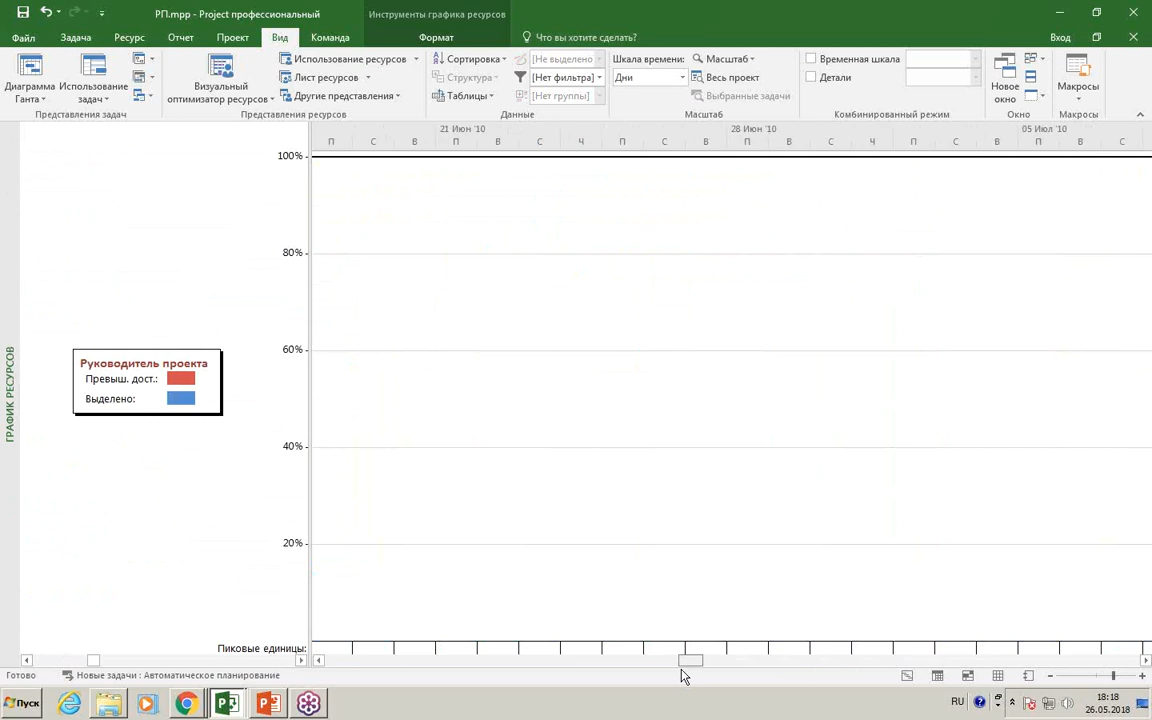 РП.mpp - Project профессиональный
Инструменты графика ресурсов
Файл Задача Ресурс Отчет Проект Вид Команда Формат Что вы хотите сделать? Вход
Диаграмма Ганта
Использование задач
Представления задач
Визуальный оптимизатор ресурсов
Использование ресурсов
Лист ресурсов
Другие представления
Представления ресурсов
Сортировка
Структура
Таблицы
[Не выделено]
[Нет фильтра]
[Нет группы]
Данные
Шкала времени:
Дни
Масштаб
Весь проект
Выбранные задачи
Масштаб
Временная шкала
Детали
Комбинированный режим
Новое окно
Окно
Макросы
Макросы
21 Июн '10 28 Июн '10 05 Июл '10
П С В П В С Ч П С В П В С Ч П С В П В С
100%
80%
60%
40%
20%
ГРАФИК РЕСУРСОВ
Руководитель проекта
Превыш. дост.:
Выделено:
Пиковые единицы:
Готово Новые задачи : Автоматическое планирование
Пуск
RU
18:18
26.05.2018